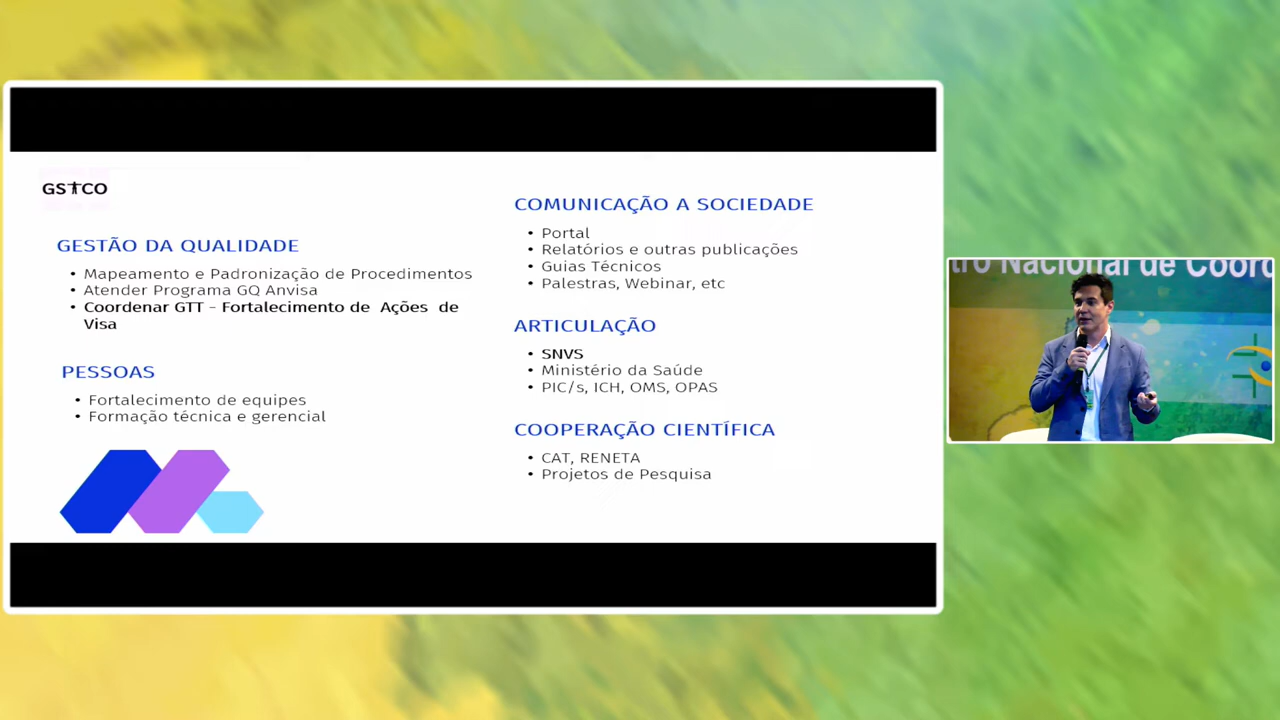 GSTCO
GESTÃO DA QUALIDADE
• Mapeamento e Padronização de Procedimentos
• Atender Programa GQ Anvisa
• Coordenar GTT – Fortalecimento de Ações de
Visa
PESSOAS
• Fortalecimento de equipes
• Formação técnica e gerencial
COMUNICAÇÃO A SOCIEDADE
• Portal
• Relatórios e outras publicações
• Guias Técnicos
• Palestras, Webinar, etc
ARTICULAÇÃO
• SNVS
• Ministério da Saúde
• PIC/s, ICH, OMS, OPAS
COOPERAÇÃO CIENTÍFICA
• CAT, RENETA
• Projetos de Pesquisa
tro Nacional de Coord